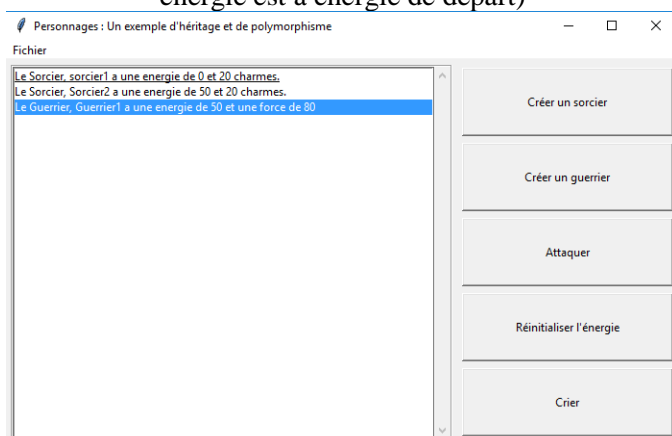 énergie est à énergie de départ)
Personnages : Un exemple d'héritage et de polymorphisme
Fichier
Le Sorcier, sorcier1 a une energie de 0 et 20 charmes.
Le Sorcier, Sorcier2 a une energie de 50 et 20 charmes.
Le Guerrier, Guerrier1 a une energie de 50 et une force de 80
Créer un sorcier
Créer un guerrier
Attaquer
Réinitialiser l'énergie
Crier